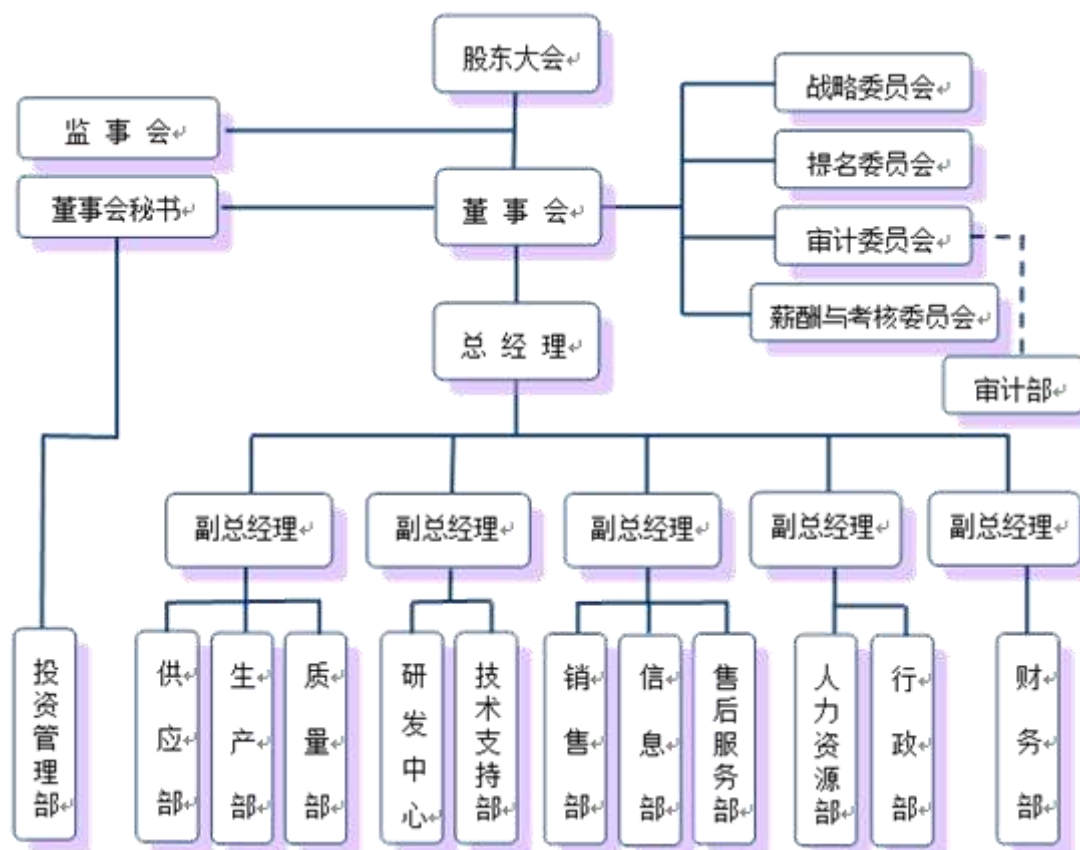 股东大会
战略委员会
监 事 会
提名委员会
董事会秘书
董 事 会
审计委员会
总 经 理
薪酬与考核委员会
审计部
副总经理
副总经理
副总经理
副总经理
副总经理
投资管理部
供应部
生产部
质量部
研发中心
技术支持部
销售部
信息部
售后服务部
人力资源部
行政部
财务部